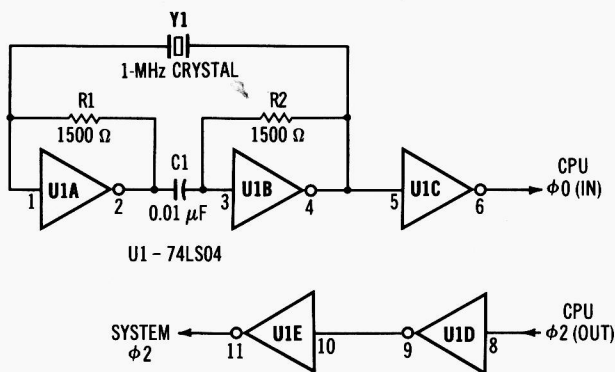 Y1
1-MHz CRYSTAL
R1
1500 Ω
R2
1500 Ω
C1
0.01 μF
U1A
1
2
U1B
3
4
U1C
5
6
CPU
ϕ0 (IN)
U1 - 74LS04
SYSTEM
ϕ2
U1E
11
10
U1D
9
8
CPU
ϕ2 (OUT)